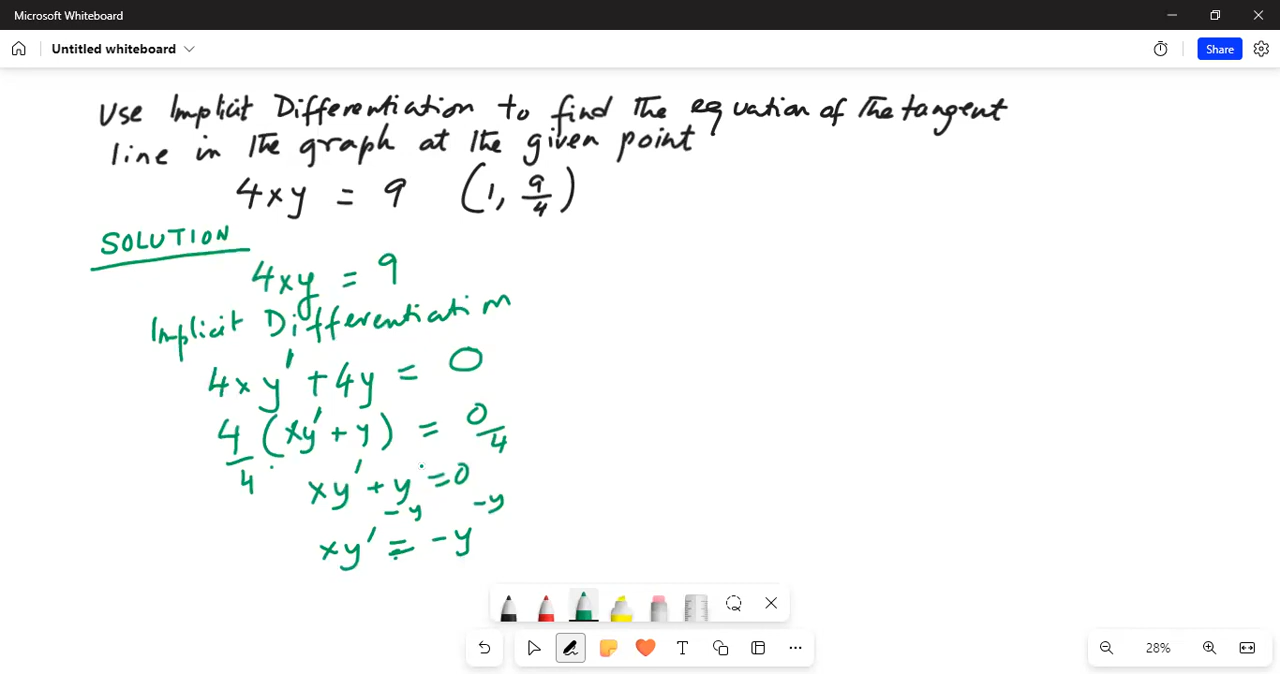 Microsoft Whiteboard
Untitled whiteboard
Share
Use Implicit Differentiation to find the equation of the tangent
line in the graph at the given point
4xy = 9 (1, 9/4)
SOLUTION
4xy = 9
Implicit Differentiation
4xy' + 4y = 0
4/4 (xy' + y) = 0/4
xy' + y = 0
-y -y
xy' = -y
T
28%